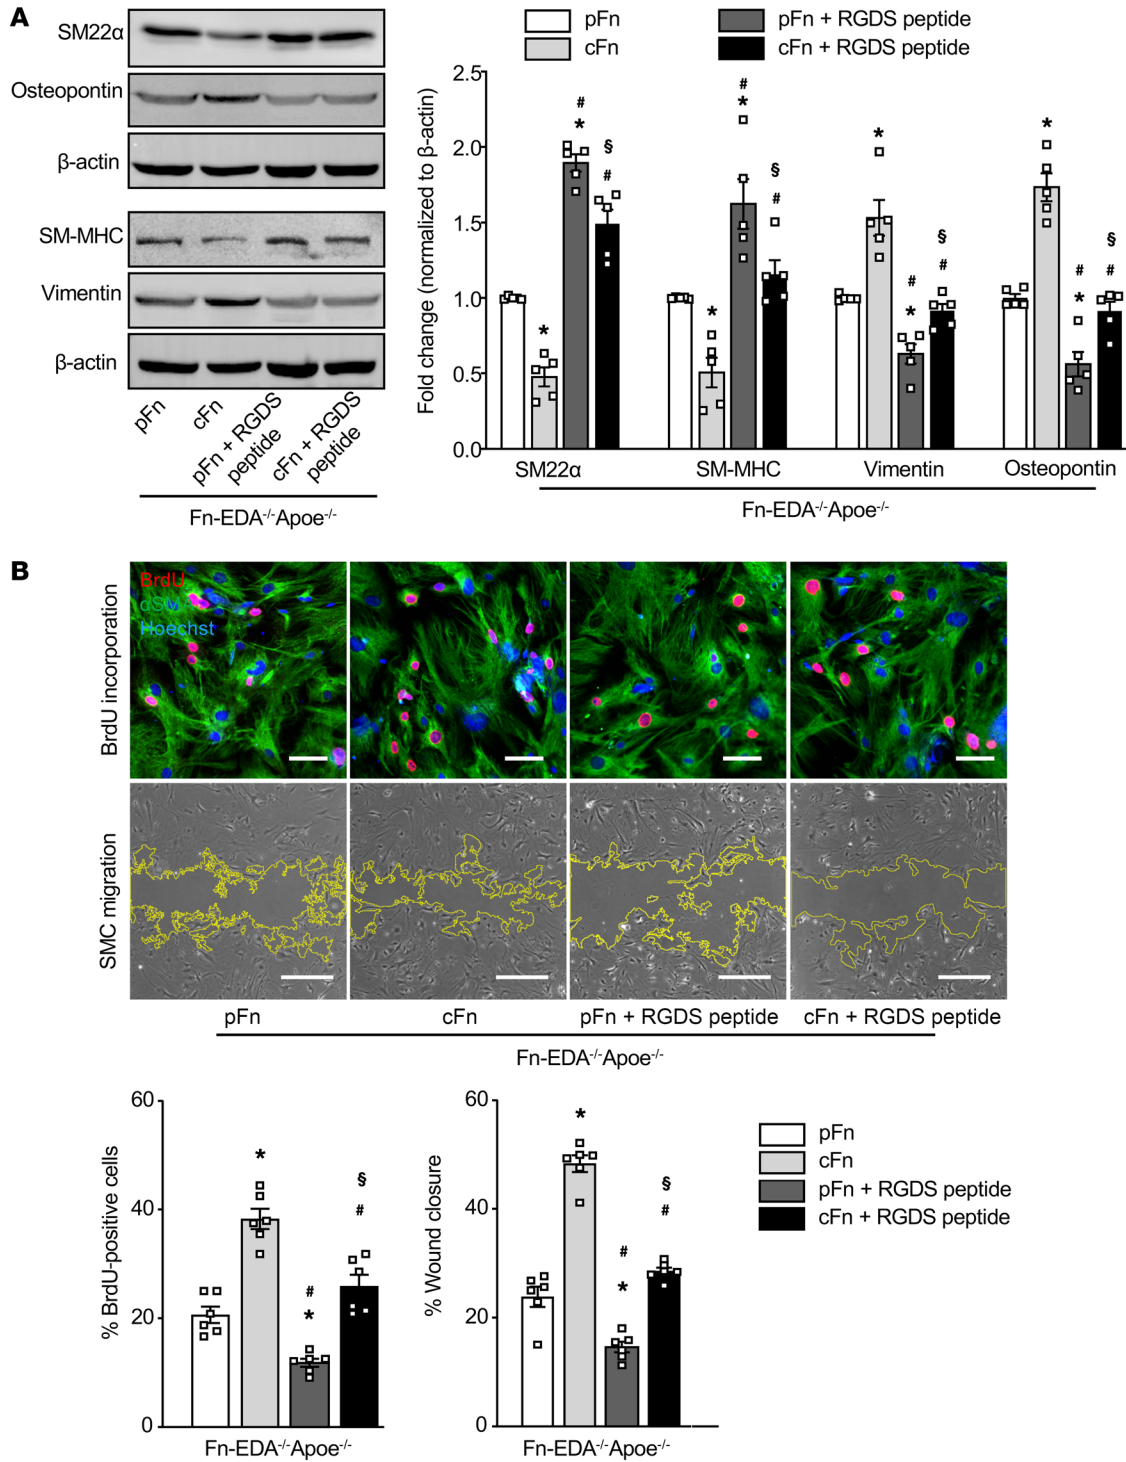 A
SM22α
Osteopontin
β-actin
SM-MHC
Vimentin
β-actin
pFn
cFn
pFn + RGDS
peptide
cFn + RGDS
peptide
Fn-EDA-/-Apoe-/-
pFn
cFn
pFn + RGDS peptide
cFn + RGDS peptide
Fold change (normalized to β-actin)
2.5
2.0
1.5
1.0
0.5
0.0
*
#
*
§
#
*
#
*
§
#
*
#
*
§
#
*
#
*
§
#
SM22α
SM-MHC
Vimentin
Osteopontin
Fn-EDA-/-Apoe-/-
B
BrdU incorporation
BrdU
αSMA
Hoechst
SMC migration
pFn
cFn
pFn + RGDS peptide
cFn + RGDS peptide
Fn-EDA-/-Apoe-/-
% BrdU-positive cells
60
40
20
0
*
#
*
§
#
Fn-EDA-/-Apoe-/-
% Wound closure
60
40
20
0
*
#
*
§
#
Fn-EDA-/-Apoe-/-
pFn
cFn
pFn + RGDS peptide
cFn + RGDS peptide